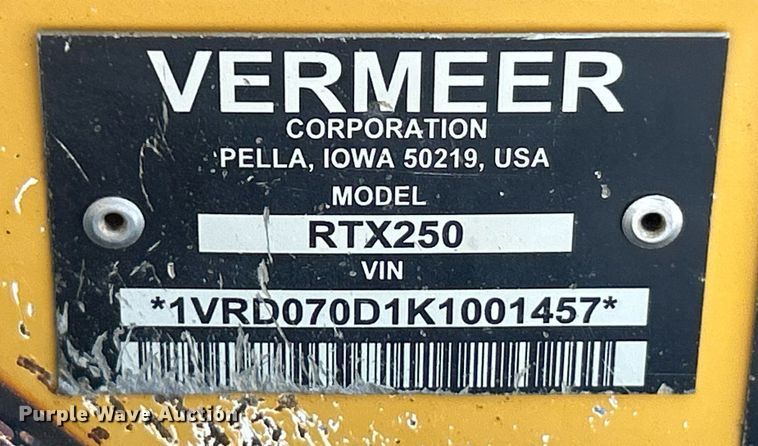 VERMEER
CORPORATION
PELLA, IOWA 50219, USA
MODEL
RTX250
VIN
*1VRD070D1K1001457*
Purple Wave Auction